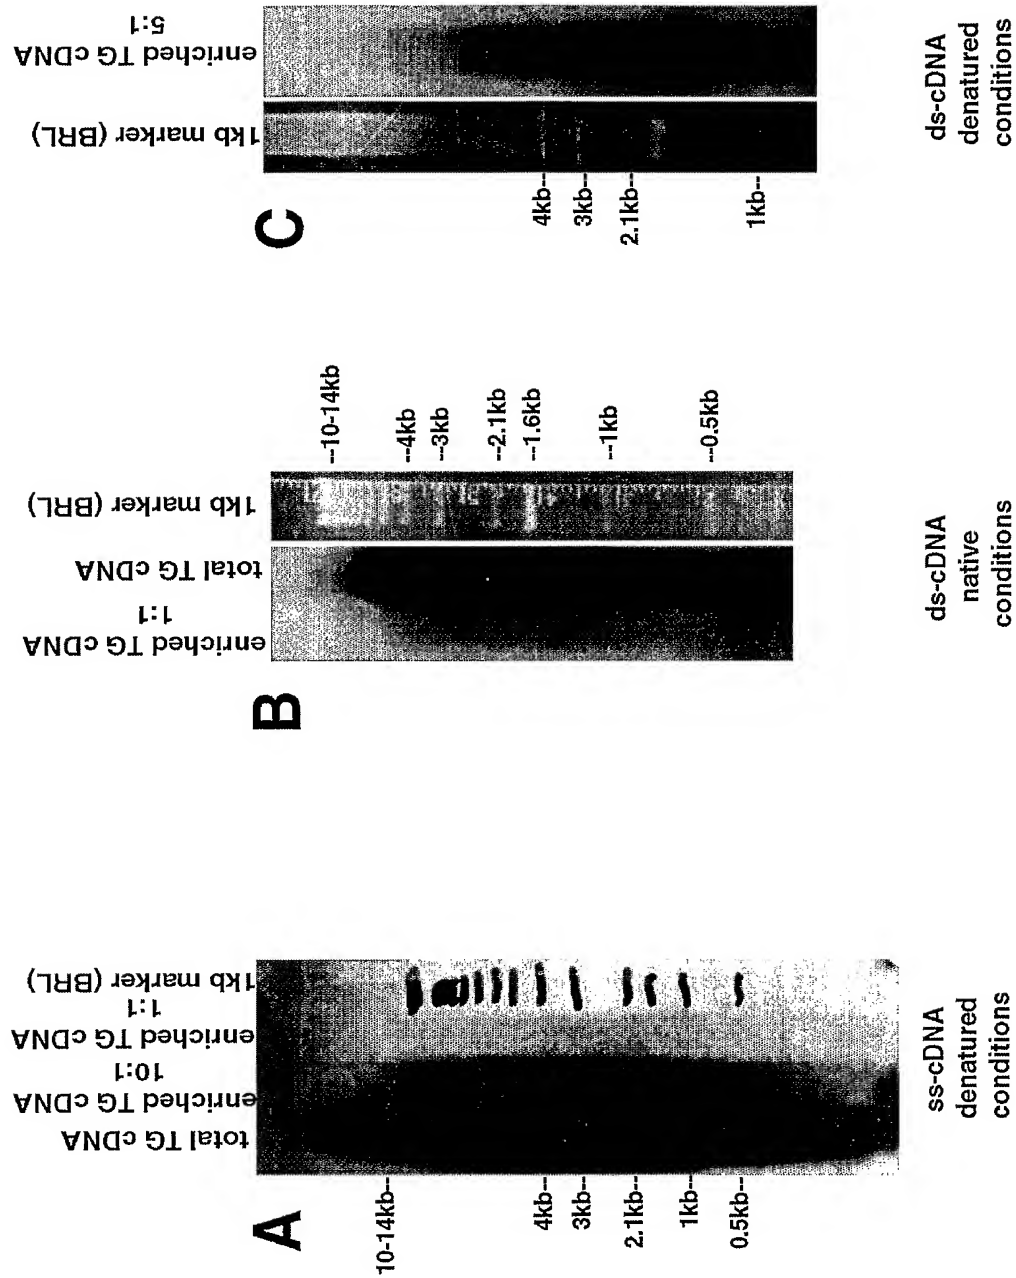 A
total TG cDNA
enriched TG cDNA
10:1
enriched TG cDNA
1:1
1kb marker (BRL)
10-14kb--
4kb--
3kb--
2.1kb--
1kb--
0.5kb--
ss-cDNA
denatured
conditions
B
enriched TG cDNA
1:1
total TG cDNA
1kb marker (BRL)
--10-14kb
--4kb
--3kb
--2.1kb
--1.6kb
--1kb
--0.5kb
ds-cDNA
native
conditions
C
1kb marker (BRL)
enriched TG cDNA
5:1
4kb--
3kb--
2.1kb--
1kb--
ds-cDNA
denatured
conditions